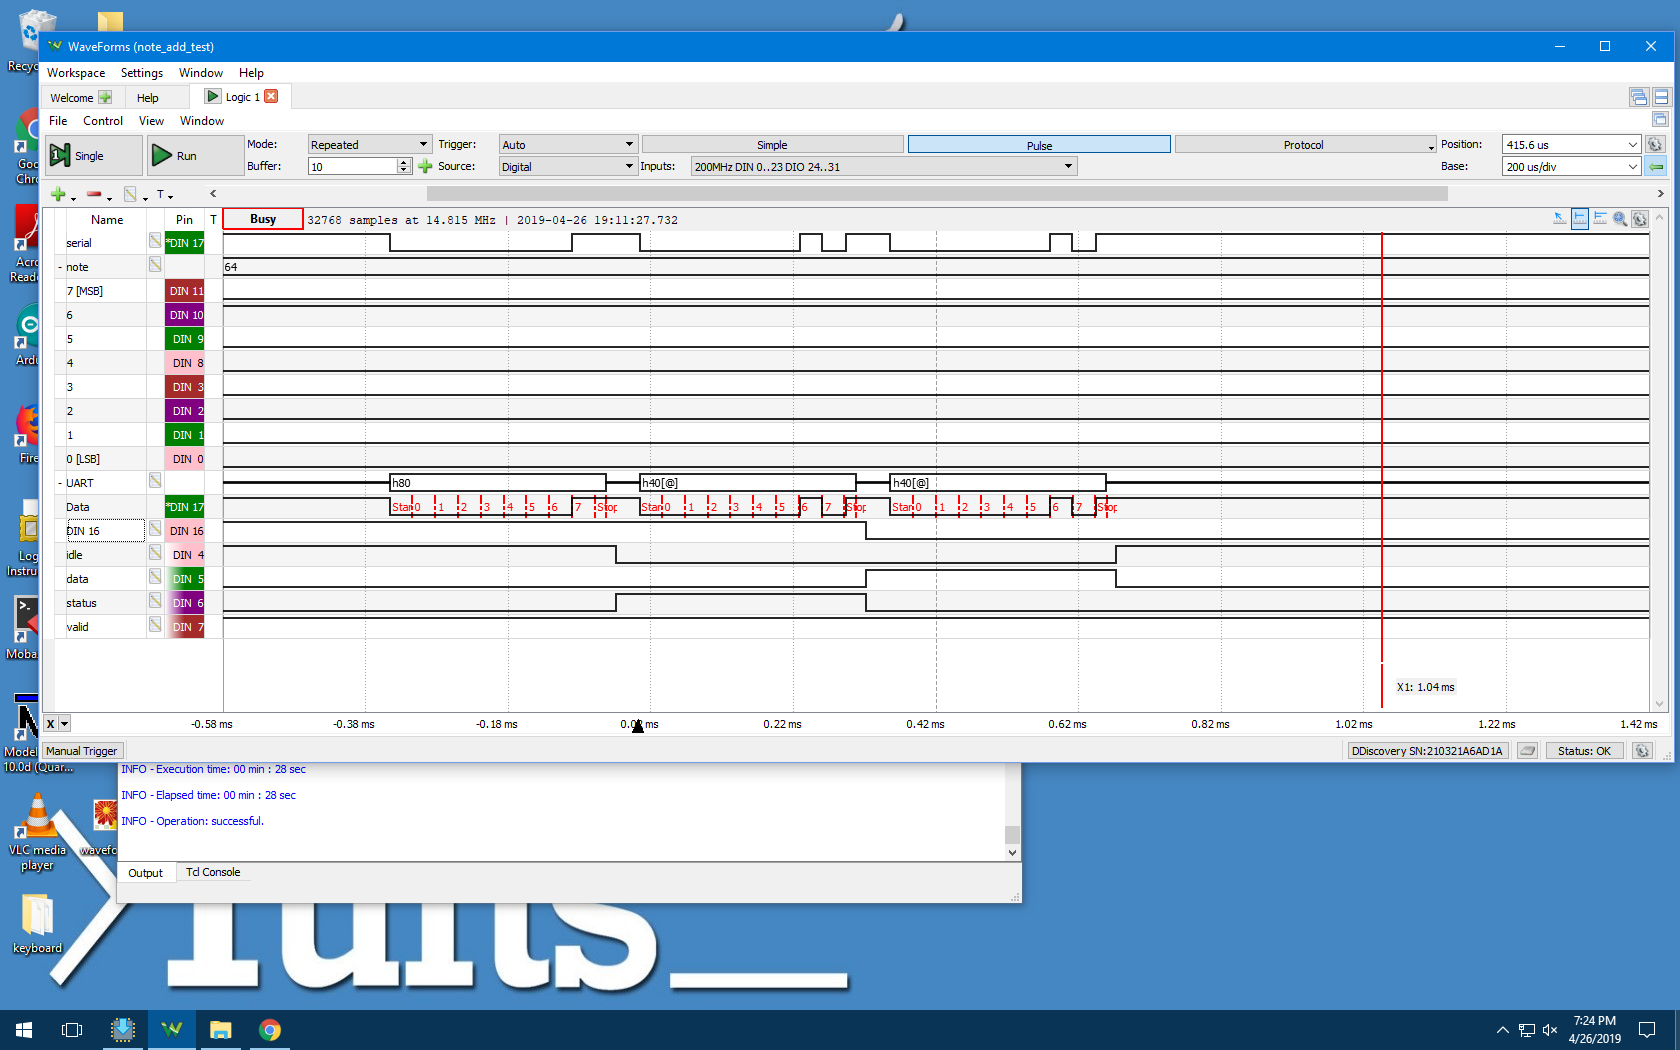 WaveForms (note_add_test)
Workspace Settings Window Help
Welcome Help Logic 1
File Control View Window
Single Run Mode: Repeated Trigger: Auto Simple Pulse Protocol Position: 415.6 us
Buffer: 10 Source: Digital Inputs: 200MHz DIN 0..23 DIO 24..31 Base: 200 us/div
T
Name Pin T Busy 32768 samples at 14.815 MHz | 2019-04-26 19:11:27.732
serial *DIN 17
- note 64
7 [MSB] DIN 11
6 DIN 10
5 DIN 9
4 DIN 8
3 DIN 3
2 DIN 2
1 DIN 1
0 [LSB] DIN 0
- UART h80 h40[@] h40[@]
Data *DIN 17 Star 0 1 2 3 4 5 6 7 Stop Star 0 1 2 3 4 5 6 7 Stop Star 0 1 2 3 4 5 6 7 Stop
DIN 16 DIN 16
idle DIN 4
data DIN 5
status DIN 6
valid DIN 7
X1: 1.04 ms
X -0.58 ms -0.38 ms -0.18 ms 0.02 ms 0.22 ms 0.42 ms 0.62 ms 0.82 ms 1.02 ms 1.22 ms 1.42 ms
Manual Trigger DDiscovery SN:210321A6AD1A Status: OK
INFO - Execution time: 00 min : 28 sec
INFO - Elapsed time: 00 min : 28 sec
INFO - Operation: successful.
Output Tcl Console
Recyc
Goo
Chro
Acro
Reade
Ardu
Fire
Log
Instru
Moba
Model
10.0d (Quar...
VLC media
player
wavefo
keyboard
7:24 PM
4/26/2019